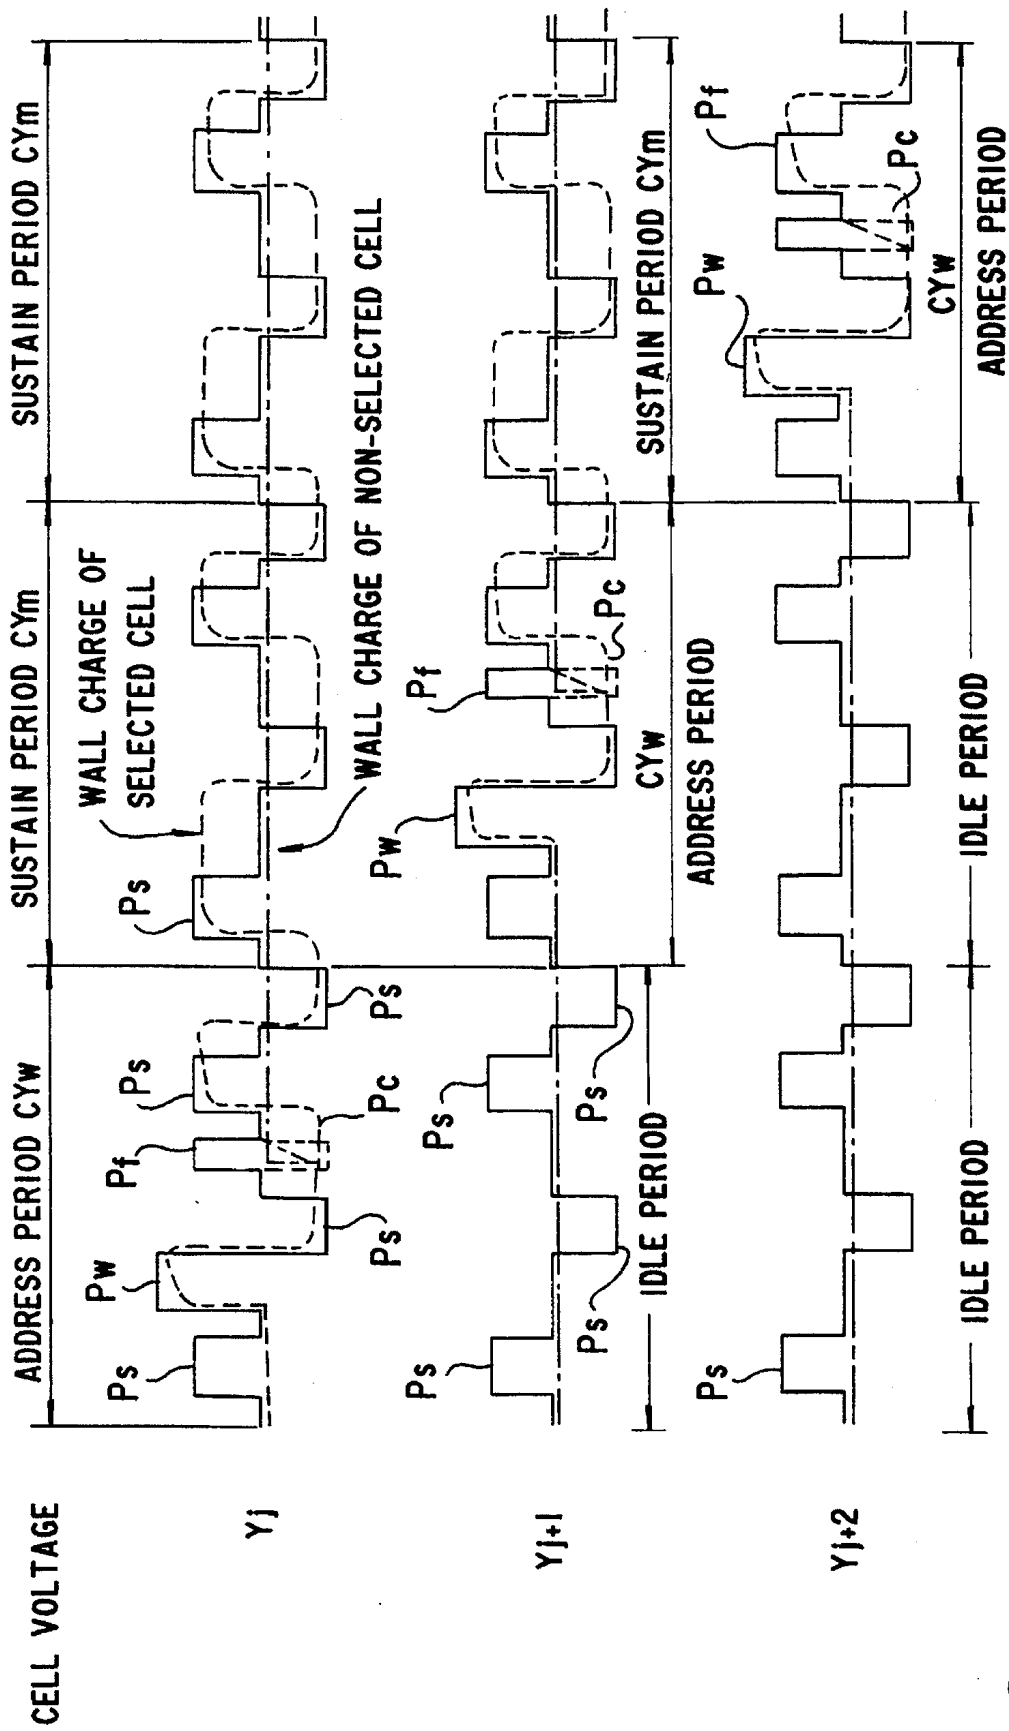 CELL VOLTAGE
ADDRESS PERIOD CYw
SUSTAIN PERIOD CYm
SUSTAIN PERIOD CYm
WALL CHARGE OF
SELECTED CELL
WALL CHARGE OF NON-SELECTED CELL
Yj
Ps
Pw
Ps
Pf
Pc
Ps
Ps
Ps
Yj+1
Ps
Ps
Ps
Ps
Pw
Pf
Pc
IDLE PERIOD
CYw
ADDRESS PERIOD
SUSTAIN PERIOD CYm
Yj+2
Ps
Pw
Pc
Pf
IDLE PERIOD
IDLE PERIOD
CYw
ADDRESS PERIOD